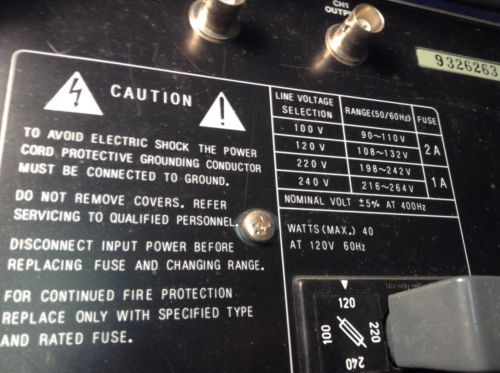 CH1
OUTPUT
9326263
CAUTION
TO AVOID ELECTRIC SHOCK THE POWER
CORD PROTECTIVE GROUNDING CONDUCTOR
MUST BE CONNECTED TO GROUND.
DO NOT REMOVE COVERS. REFER
SERVICING TO QUALIFIED PERSONNEL.
DISCONNECT INPUT POWER BEFORE
REPLACING FUSE AND CHANGING RANGE.
FOR CONTINUED FIRE PROTECTION
REPLACE ONLY WITH SPECIFIED TYPE
AND RATED FUSE.
LINE VOLTAGE SELECTION RANGE(50/60Hz) FUSE
100 V 90~110V 2A
120 V 108~132V
220 V 198~242V 1A
240 V 216~264V
NOMINAL VOLT ±5% AT 400Hz
WATTS(MAX.) 40
AT 120V 60Hz
120
100
220
240